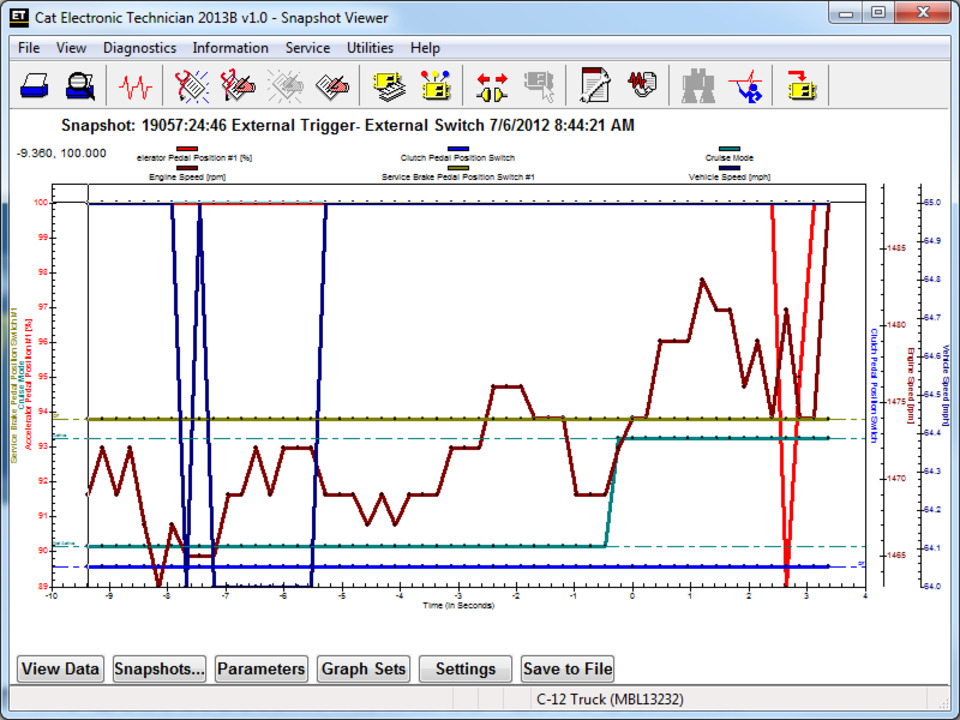 ET Cat Electronic Technician 2013B v1.0 - Snapshot Viewer
File View Diagnostics Information Service Utilities Help
Snapshot: 19057:24:46 External Trigger- External Switch 7/6/2012 8:44:21 AM
-9.360, 100.000
elerator Pedal Position #1 [%] Clutch Pedal Position Switch Cruise Mode
Engine Speed [rpm] Service Brake Pedal Position Switch #1 Vehicle Speed [mph]
Service Brake Pedal Position Switch #1
Cruise Mode
Accelerator Pedal Position #1 [%]
100
99
98
97
96
95
94
93
92
91
90
89
-10 -9 -8 -7 -6 -5 -4 -3 -2 -1 0 1 2 3 4
Time (In Seconds)
Clutch Pedal Position Switch
1485
1480
1475
1470
1465
Engine Speed [rpm]
65.0
64.9
64.8
64.7
64.6
64.5
64.4
64.3
64.2
64.1
64.0
Vehicle Speed [mph]
View Data Snapshots... Parameters Graph Sets Settings Save to File
C-12 Truck (MBL13232)